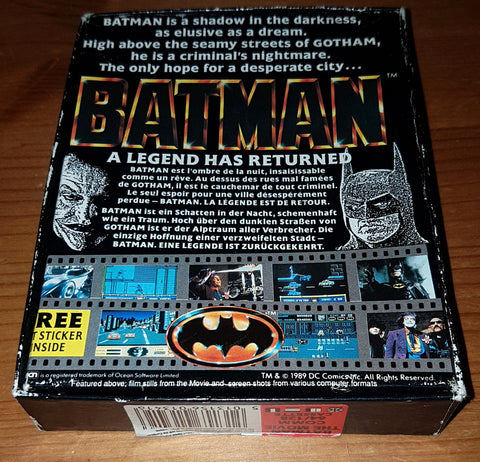 BATMAN is a shadow in the darkness,
as elusive as a dream.
High above the seamy streets of GOTHAM,
he is a criminal's nightmare.
The only hope for a desperate city...
BATMAN™
A LEGEND HAS RETURNED
BATMAN est l'ombre de la nuit, insaisissable
comme un rêve. Au dessus des rues mal famées
de GOTHAM, il est le cauchemar de tout criminel.
Le seul espoir pour une ville désespérément
perdue – BATMAN. LA LÉGENDE EST DE RETOUR.
BATMAN ist ein Schatten in der Nacht, schemenhaft
wie ein Traum. Hoch über den dunklen Straßen von
GOTHAM ist er der Alptraum aller Verbrecher. Die
einzige Hoffnung einer verzweifelten Stadt –
BATMAN. EINE LEGENDE IST ZURÜCKGEKEHRT.
REE
STICKER
NSIDE
TM
is a registered trademark of Ocean Software Limited
TM & © 1989 DC Comics Inc. All Rights Reserved.
Featured above; film stills from the Movie and screen shots from various computer formats